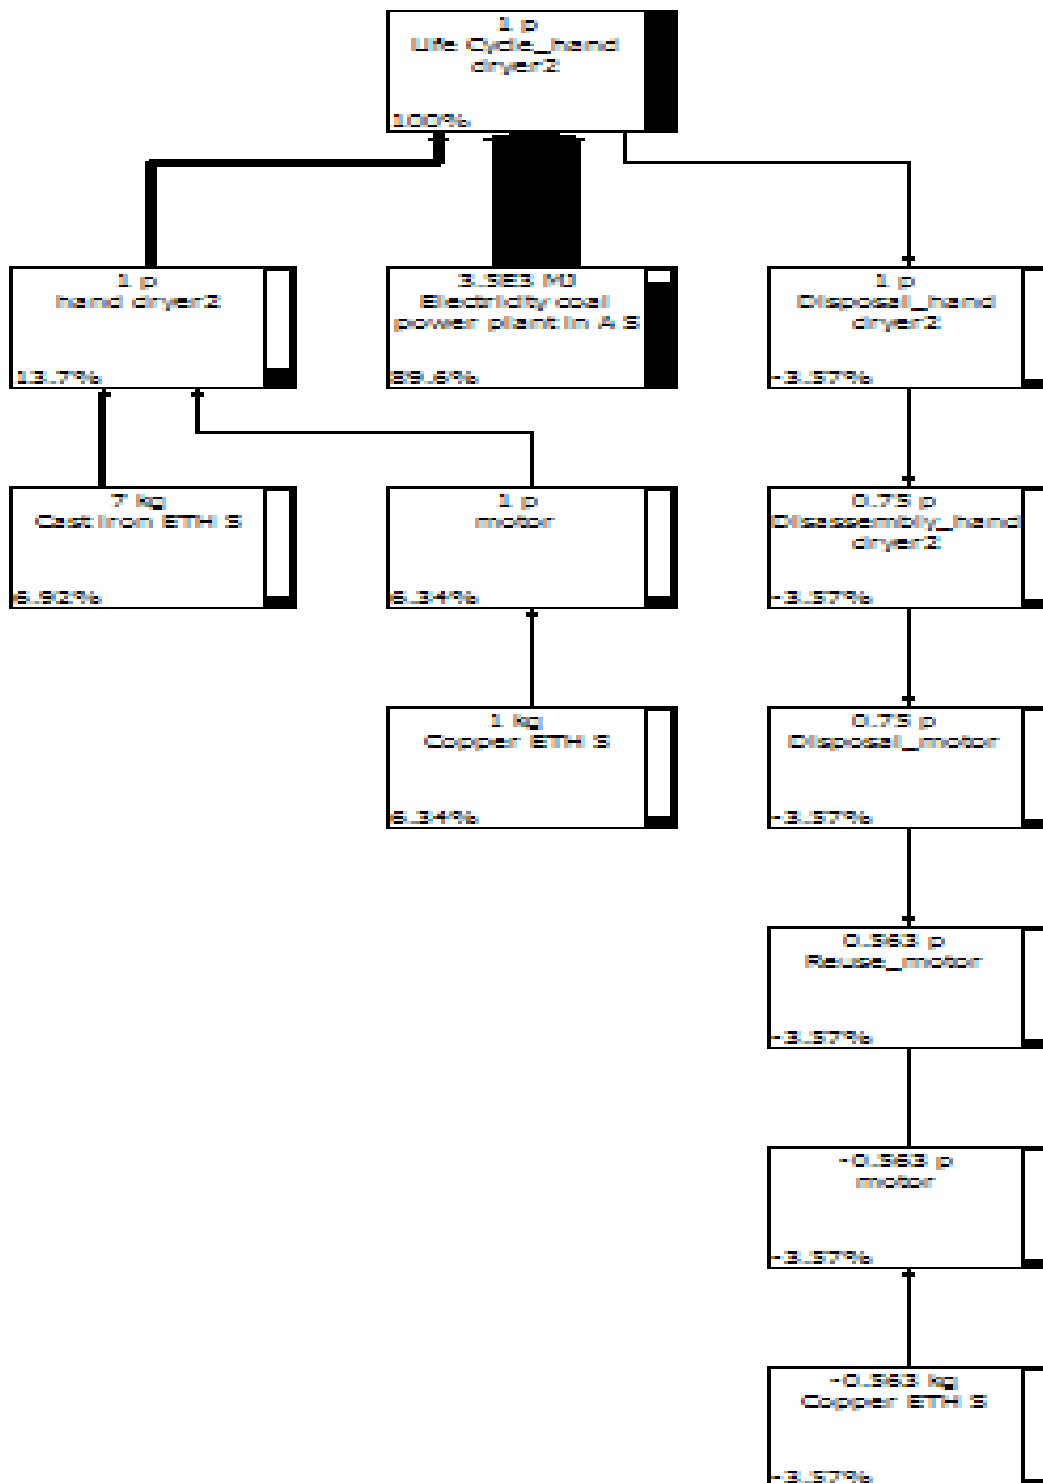 1 p
Life Cycle_hand
dryer2
100%
1 p
hand dryer2
13.7%
3.5E3 MJ
Electricity coal
power plant in A S
89.6%
1 p
Disposal_hand
dryer2
-3.57%
7 kg
Cast iron ETH S
6.92%
1 p
motor
6.34%
0.75 p
Disassembly_hand
dryer2
-3.57%
1 kg
Copper ETH S
6.34%
0.75 p
Disposal_motor
-3.57%
0.563 p
Reuse_motor
-3.57%
-0.563 p
motor
-3.57%
-0.563 kg
Copper ETH S
-3.57%